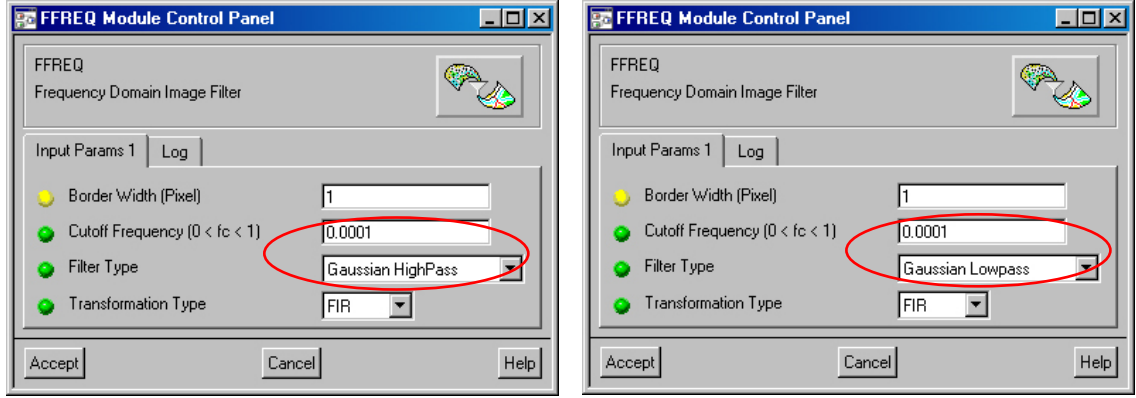 FFREQ Module Control Panel
FFREQ
Frequency Domain Image Filter
Input Params 1 Log
Border Width (Pixel) 1
Cutoff Frequency (0 < fc < 1) 0.0001
Filter Type Gaussian HighPass
Transformation Type FIR
Accept Cancel Help
FFREQ Module Control Panel
FFREQ
Frequency Domain Image Filter
Input Params 1 Log
Border Width (Pixel) 1
Cutoff Frequency (0 < fc < 1) 0.0001
Filter Type Gaussian Lowpass
Transformation Type FIR
Accept Cancel Help